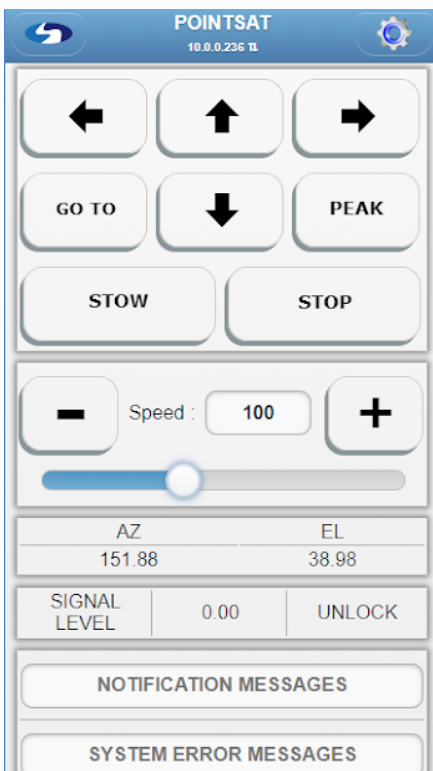 POINTSAT
10.0.0.236
GO TO
PEAK
STOW
STOP
Speed : 100
AZ EL
151.88 38.98
SIGNAL LEVEL 0.00 UNLOCK
NOTIFICATION MESSAGES
SYSTEM ERROR MESSAGES